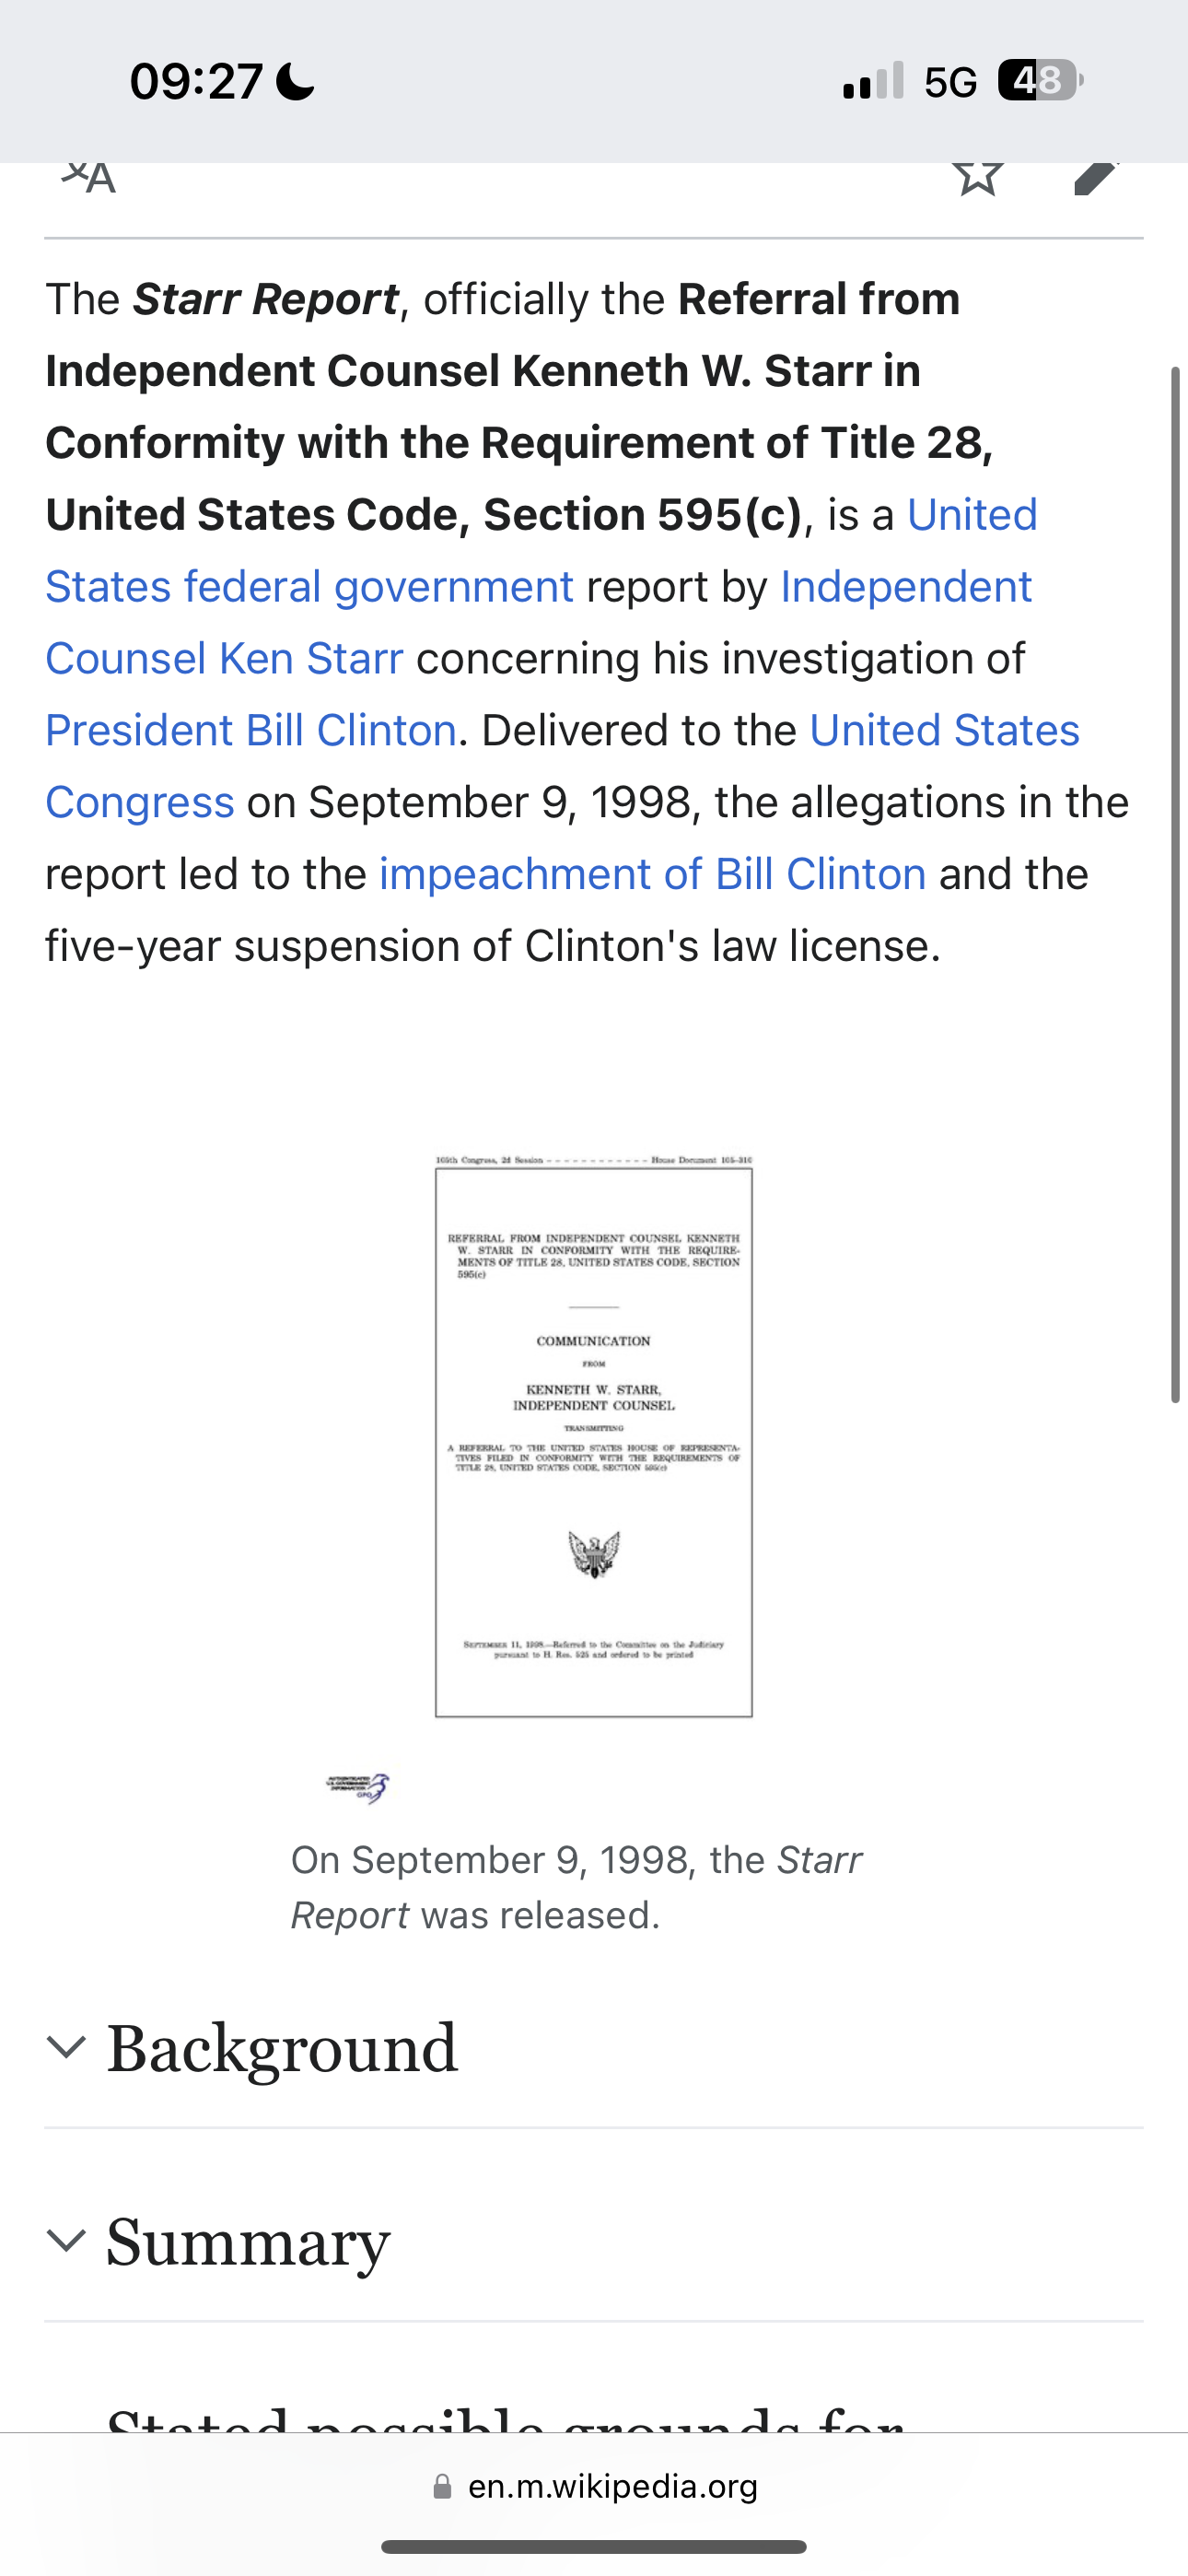 09:27
5G 48
The Starr Report, officially the Referral from
Independent Counsel Kenneth W. Starr in
Conformity with the Requirement of Title 28,
United States Code, Section 595(c), is a United
States federal government report by Independent
Counsel Ken Starr concerning his investigation of
President Bill Clinton. Delivered to the United States
Congress on September 9, 1998, the allegations in the
report led to the impeachment of Bill Clinton and the
five-year suspension of Clinton's law license.
105th Congress, 2d Session - - - - - - - - - - - - - House Document 105–310
REFERRAL FROM INDEPENDENT COUNSEL KENNETH
W. STARR IN CONFORMITY WITH THE REQUIRE-
MENTS OF TITLE 28, UNITED STATES CODE, SECTION
595(c)
COMMUNICATION
FROM
KENNETH W. STARR,
INDEPENDENT COUNSEL
TRANSMITTING
A REFERRAL TO THE UNITED STATES HOUSE OF REPRESENTA-
TIVES FILED IN CONFORMITY WITH THE REQUIREMENTS OF
TITLE 28, UNITED STATES CODE, SECTION 595(c)
SEPTEMBER 11, 1998.—Referred to the Committee on the Judiciary
pursuant to H. Res. 525 and ordered to be printed
AUTHENTICATED
U.S. GOVERNMENT
INFORMATION
GPO
On September 9, 1998, the Starr
Report was released.
Background
Summary
Stated possible grounds for
en.m.wikipedia.org